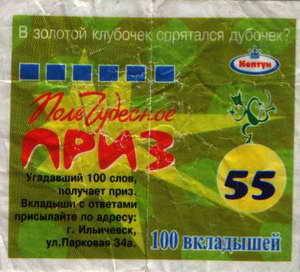 В золотой клубочек спрятался дубочек?
Нептун
Поле Чудесное
ПРИЗ
Угадавший 100 слов,
получает приз.
Вкладыши с ответами
присылайте по адресу:
г. Ильичевск,
ул.Парковая 34а.
55
100 вкладышей